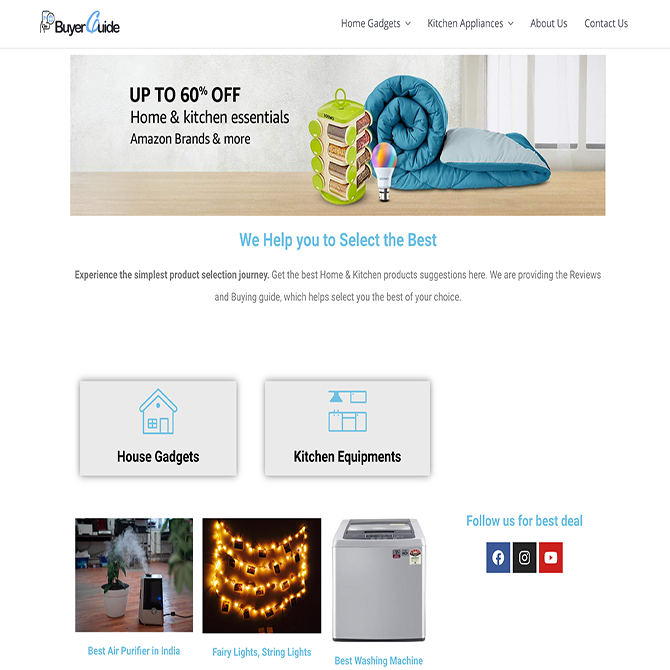 Buyer Guide
Home Gadgets
Kitchen Appliances
About Us
Contact Us
UP TO 60% OFF
Home & kitchen essentials
Amazon Brands & more
We Help you to Select the Best
Experience the simplest product selection journey. Get the best Home & Kitchen products suggestions here. We are providing the Reviews
and Buying guide, which helps select you the best of your choice.
House Gadgets
Kitchen Equipments
Follow us for best deal
Best Air Purifier in India
Fairy Lights, String Lights
Best Washing Machine